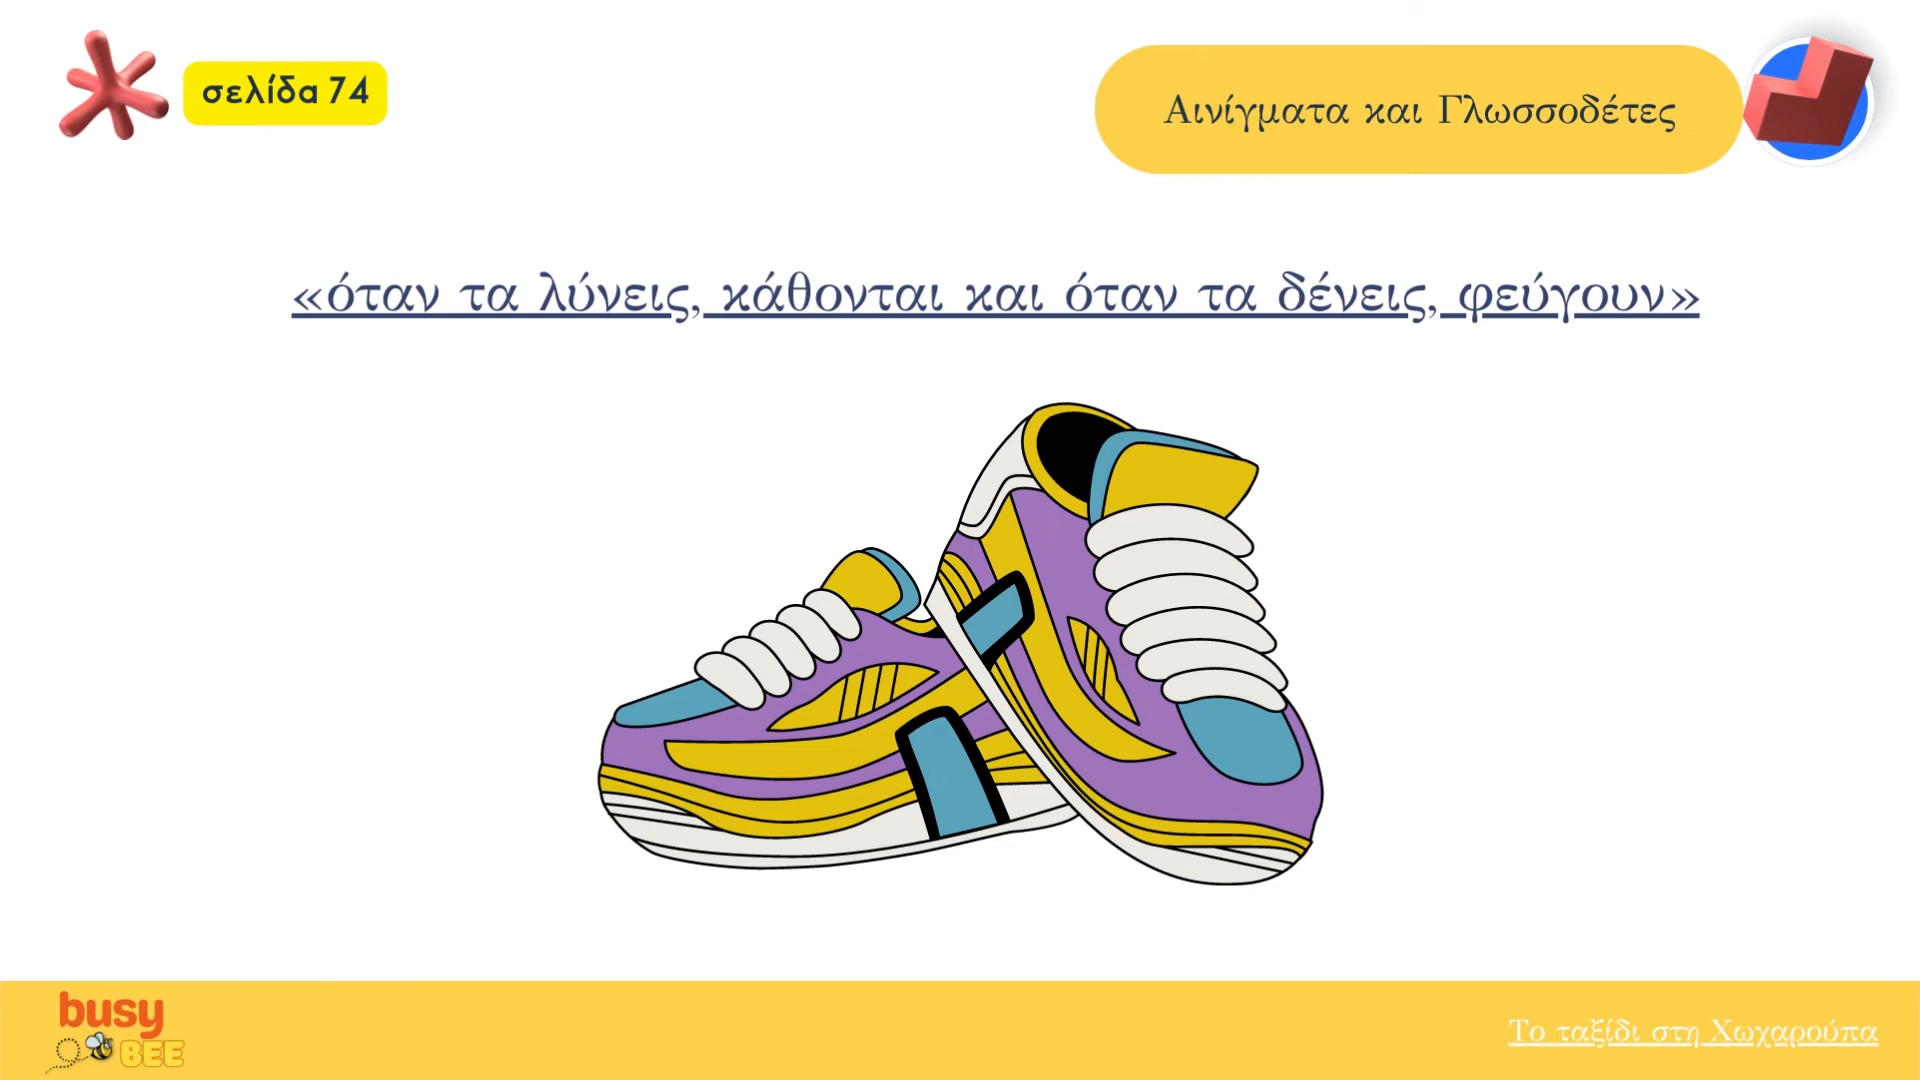 σελίδα 74
Αινίγματα και Γλωσσοδέτες
«όταν τα λύνεις, κάθονται και όταν τα δένεις, φεύγουν»
busy
BEE
Το ταξίδι στη Χωχαρούπα